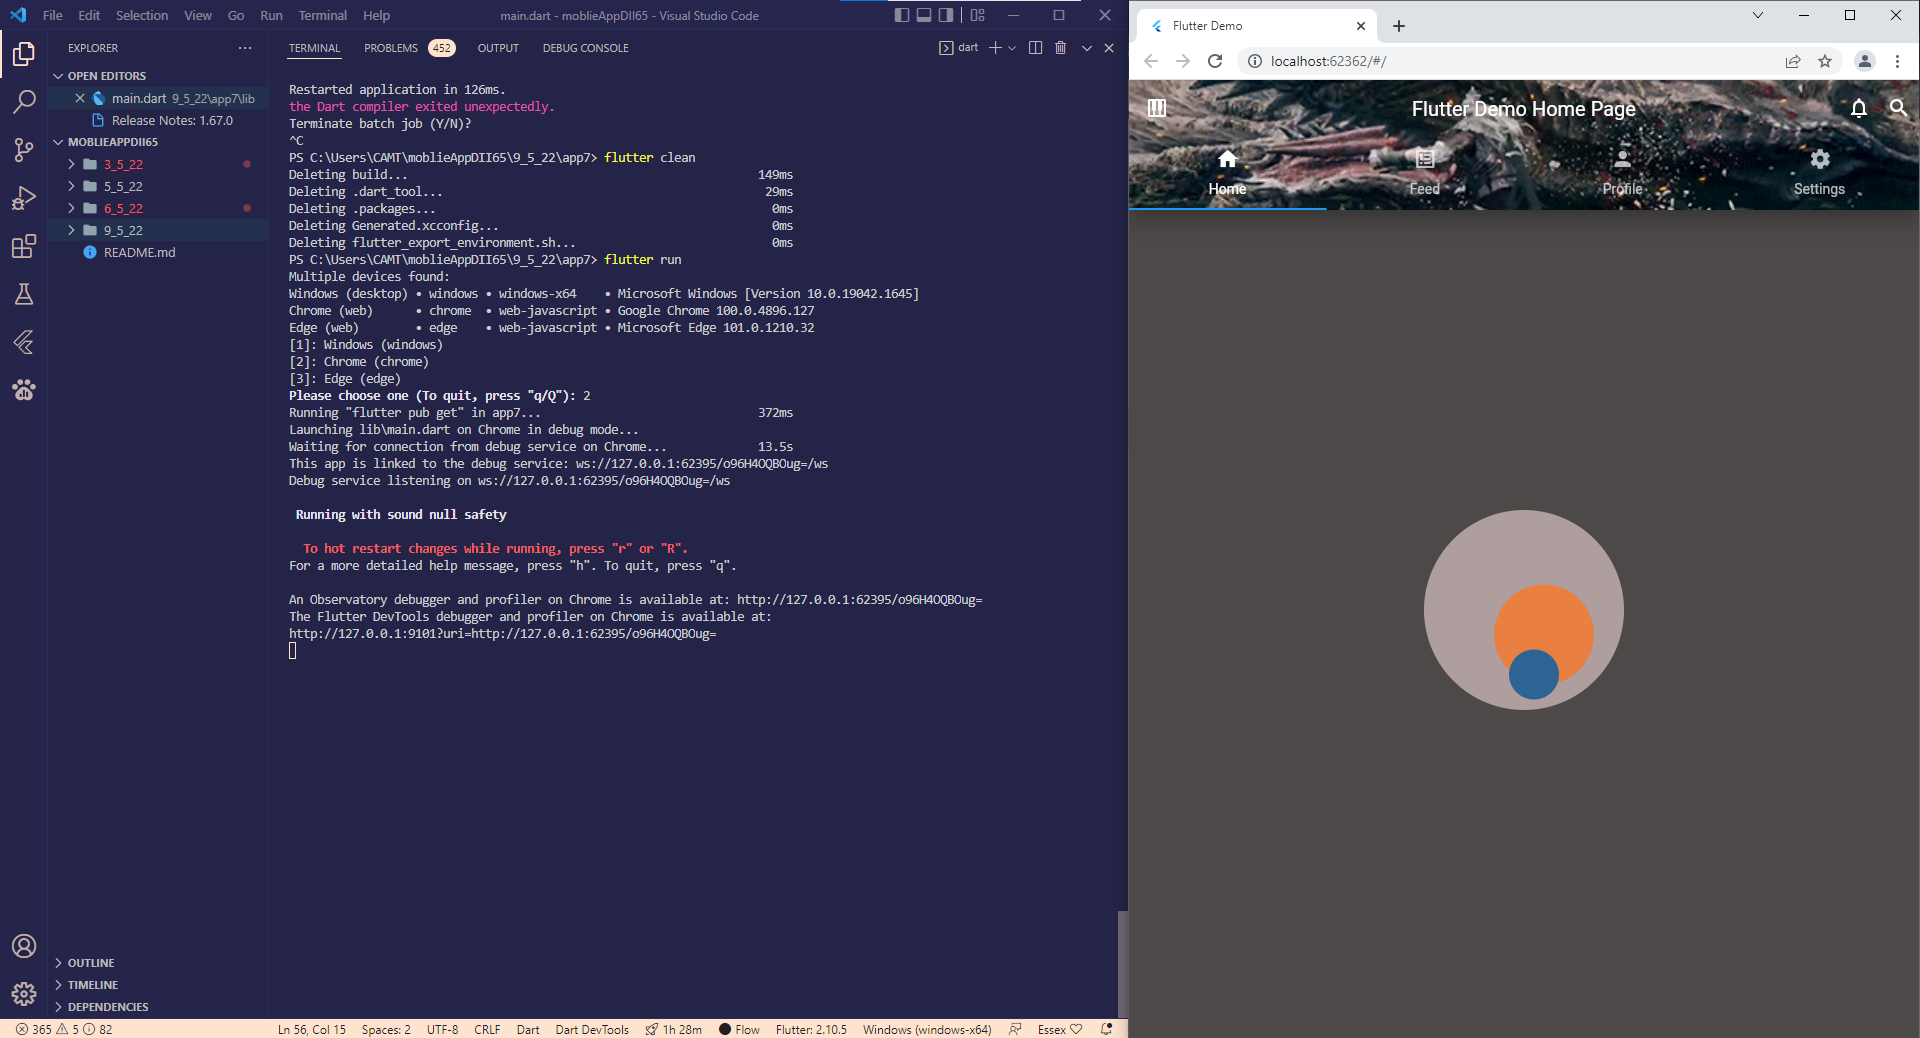 File Edit Selection View Go Run Terminal Help
main.dart - moblieAppDII65 - Visual Studio Code
EXPLORER
OPEN EDITORS
main.dart 9_5_22\app7\lib
Release Notes: 1.67.0
MOBLIEAPPDII65
3_5_22
5_5_22
6_5_22
9_5_22
README.md
OUTLINE
TIMELINE
DEPENDENCIES
TERMINAL PROBLEMS 452 OUTPUT DEBUG CONSOLE
dart
Restarted application in 126ms.
the Dart compiler exited unexpectedly.
Terminate batch job (Y/N)?
^C
PS C:\Users\CAMT\moblieAppDII65\9_5_22\app7> flutter clean
Deleting build... 149ms
Deleting .dart_tool... 29ms
Deleting .packages... 0ms
Deleting Generated.xcconfig... 0ms
Deleting flutter_export_environment.sh... 0ms
PS C:\Users\CAMT\moblieAppDII65\9_5_22\app7> flutter run
Multiple devices found:
Windows (desktop) • windows • windows-x64 • Microsoft Windows [Version 10.0.19042.1645]
Chrome (web) • chrome • web-javascript • Google Chrome 100.0.4896.127
Edge (web) • edge • web-javascript • Microsoft Edge 101.0.1210.32
[1]: Windows (windows)
[2]: Chrome (chrome)
[3]: Edge (edge)
Please choose one (To quit, press "q/Q"): 2
Running "flutter pub get" in app7... 372ms
Launching lib\main.dart on Chrome in debug mode...
Waiting for connection from debug service on Chrome... 13.5s
This app is linked to the debug service: ws://127.0.0.1:62395/o96H4OQBOug=/ws
Debug service listening on ws://127.0.0.1:62395/o96H4OQBOug=/ws
Running with sound null safety
To hot restart changes while running, press "r" or "R".
For a more detailed help message, press "h". To quit, press "q".
An Observatory debugger and profiler on Chrome is available at: http://127.0.0.1:62395/o96H4OQBOug=
The Flutter DevTools debugger and profiler on Chrome is available at:
http://127.0.0.1:9101?uri=http://127.0.0.1:62395/o96H4OQBOug=
365 5 82 Ln 56, Col 15 Spaces: 2 UTF-8 CRLF Dart Dart DevTools 1h 28m Flow Flutter: 2.10.5 Windows (windows-x64) Essex
Flutter Demo
localhost:62362/#/
Flutter Demo Home Page
Home Feed Profile Settings